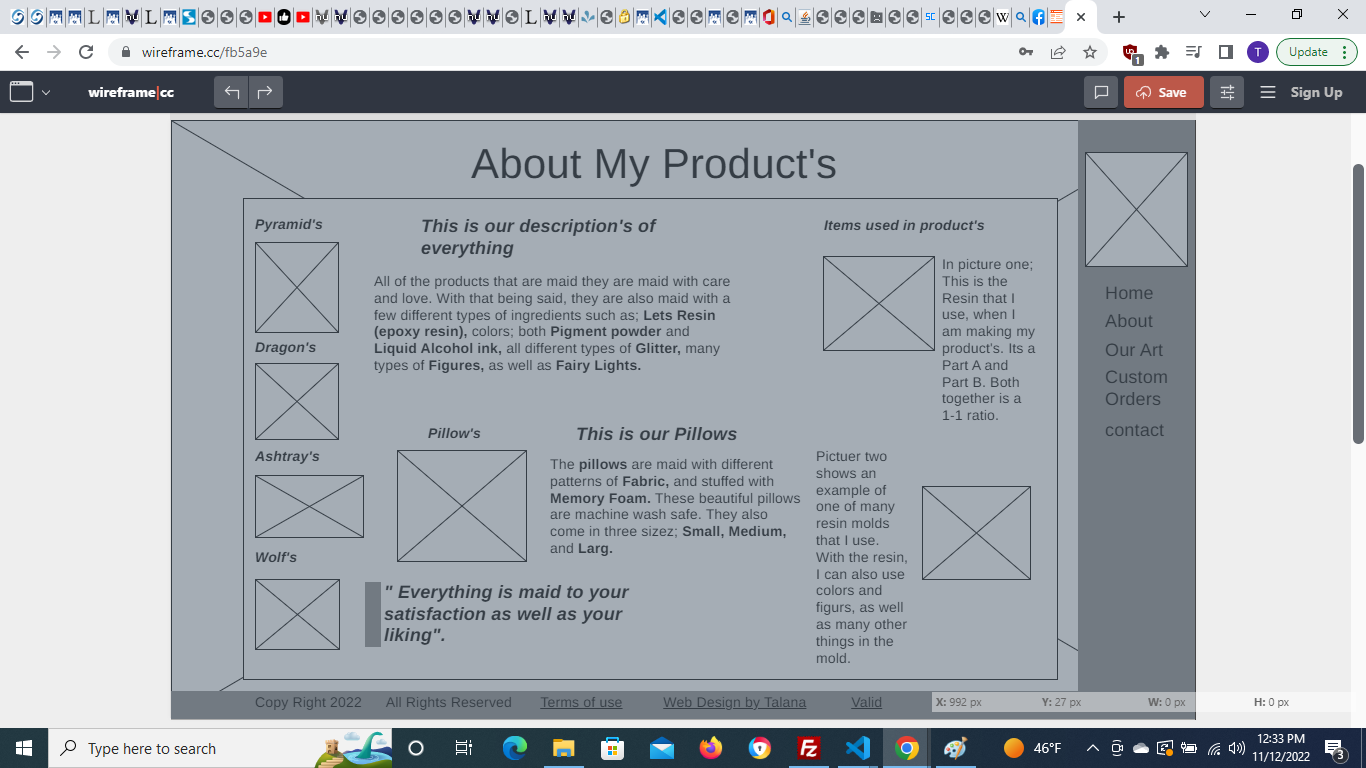 wireframe.cc/fb5a9e
1
T
Update
wireframe|cc
Save
Sign Up
About My Product's
Pyramid's
This is our description's of
everything
All of the products that are maid they are maid with care
and love. With that being said, they are also maid with a
few different types of ingredients such as; Lets Resin
(epoxy resin), colors; both Pigment powder and
Liquid Alcohol ink, all different types of Glitter, many
types of Figures, as well as Fairy Lights.
Items used in product's
In picture one;
This is the
Resin that I
use, when I
am making my
product's. Its a
Part A and
Part B. Both
together is a
1-1 ratio.
Home
About
Our Art
Custom
Orders
contact
Dragon's
Ashtray's
Wolf's
Pillow's
This is our Pillows
The pillows are maid with different
patterns of Fabric, and stuffed with
Memory Foam. These beautiful pillows
are machine wash safe. They also
come in three sizez; Small, Medium,
and Larg.
Pictuer two
shows an
example of
one of many
resin molds
that I use.
With the resin,
I can also use
colors and
figurs, as well
as many other
things in the
mold.
" Everything is maid to your
satisfaction as well as your
liking".
Copy Right 2022 All Rights Reserved Terms of use Web Design by Talana Valid
X: 992 px Y: 27 px W: 0 px H: 0 px
Type here to search
46°F
12:33 PM
11/12/2022
3